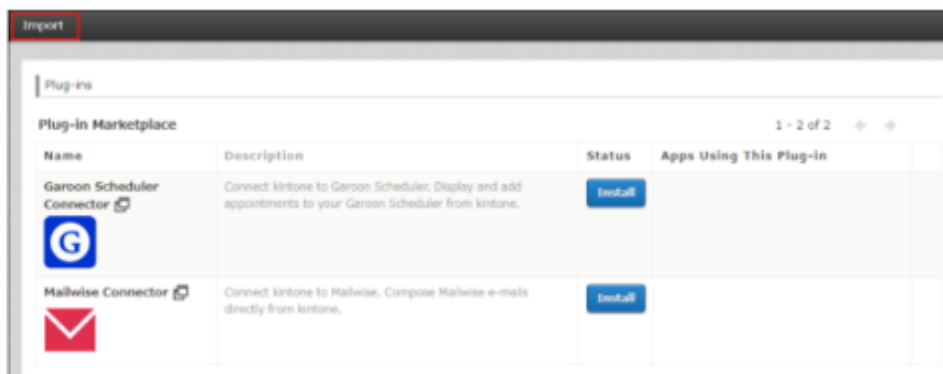 Import
Plug-ins
Plug-in Marketplace
1 - 2 of 2
Name Description Status Apps Using This Plug-in
Garoon Scheduler
Connector
Connect kintone to Garoon Scheduler. Display and add
appointments to your Garoon Scheduler from kintone.
Install
G
Mailwise Connector
Connect kintone to Mailwise. Compose Mailwise e-mails
directly from kintone.
Install